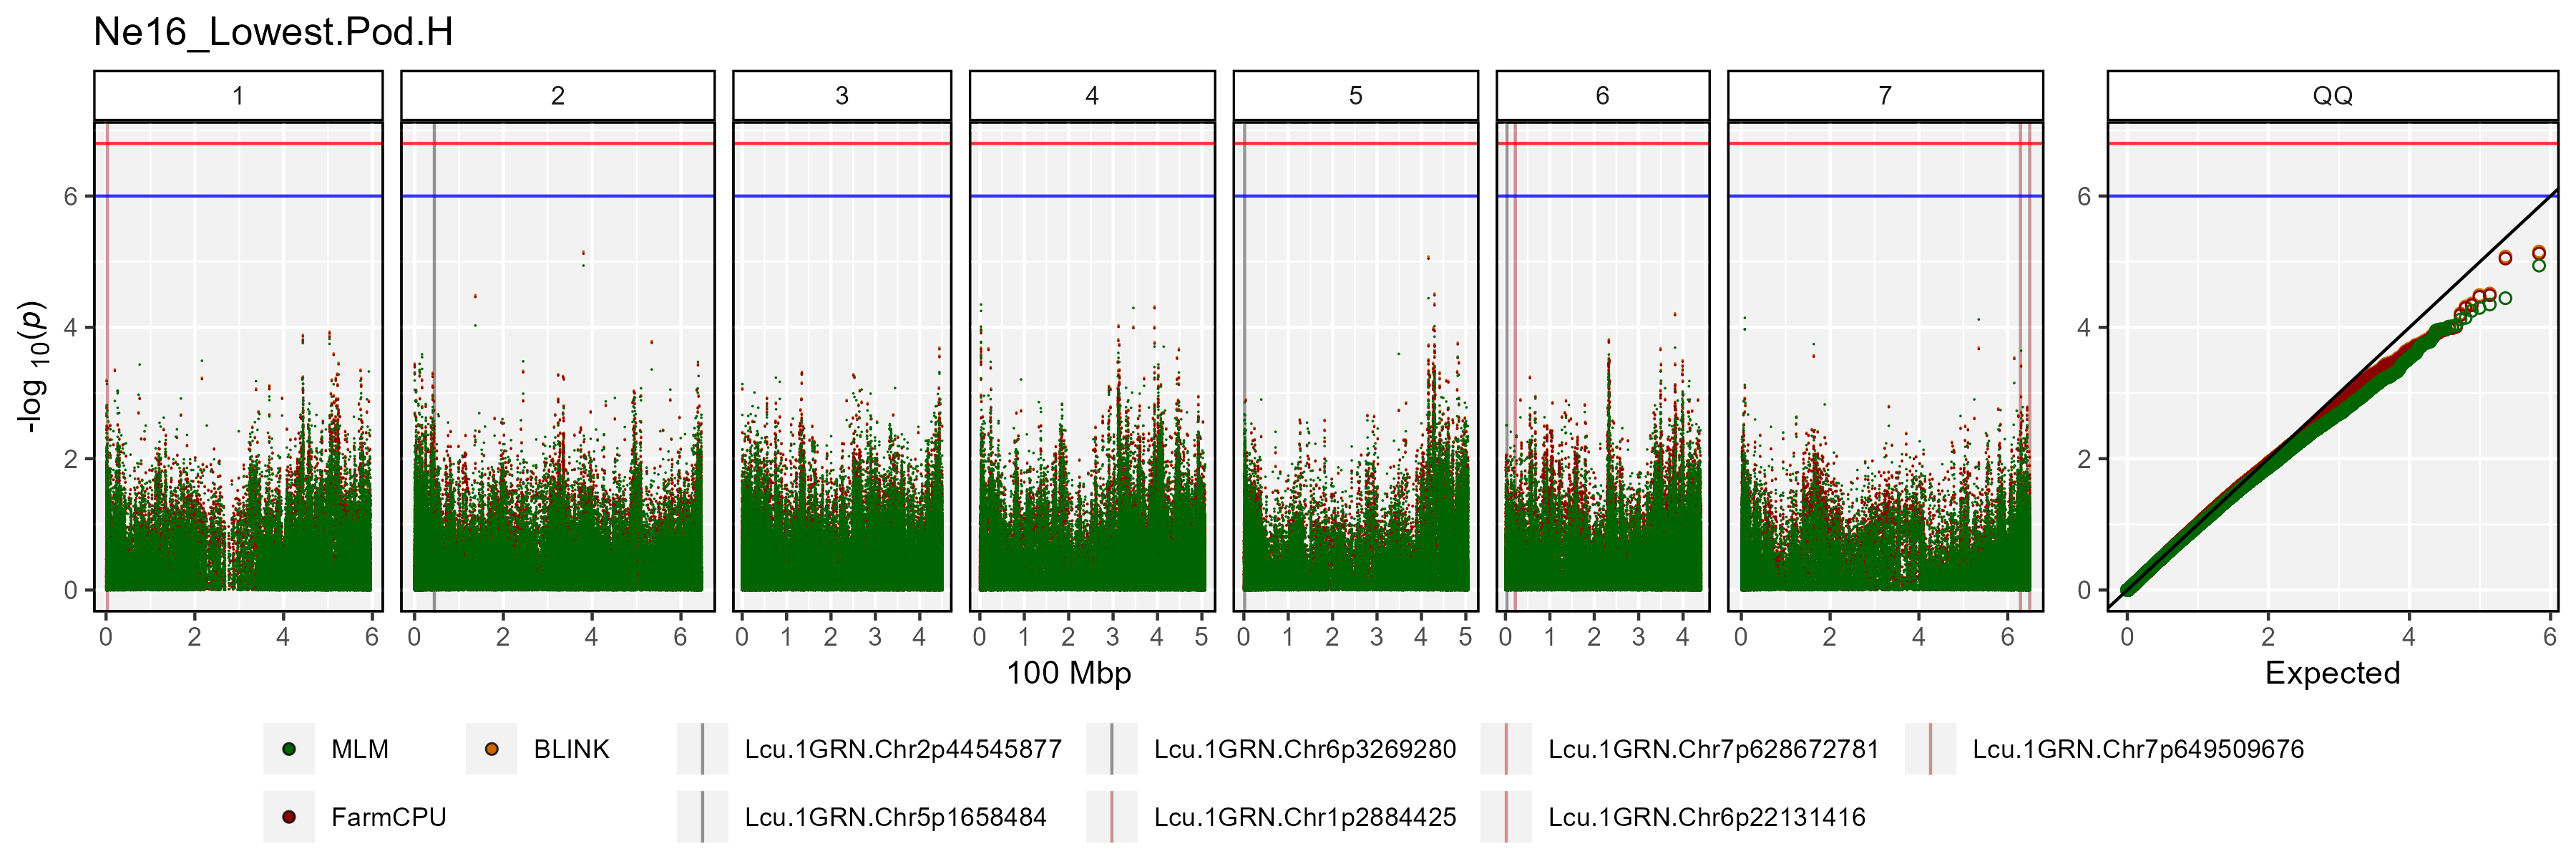 Ne16_Lowest.Pod.H
1 2 3 4 5 6 7 QQ
-log 10(p)
6
4
2
0
6
4
2
0
0 2 4 6 0 2 4 6 0 1 2 3 4 0 1 2 3 4 5 0 1 2 3 4 5 0 1 2 3 4 0 2 4 6 0 2 4 6
100 Mbp Expected
MLM BLINK Lcu.1GRN.Chr2p44545877 Lcu.1GRN.Chr6p3269280 Lcu.1GRN.Chr7p628672781 Lcu.1GRN.Chr7p649509676
FarmCPU Lcu.1GRN.Chr5p1658484 Lcu.1GRN.Chr1p2884425 Lcu.1GRN.Chr6p22131416